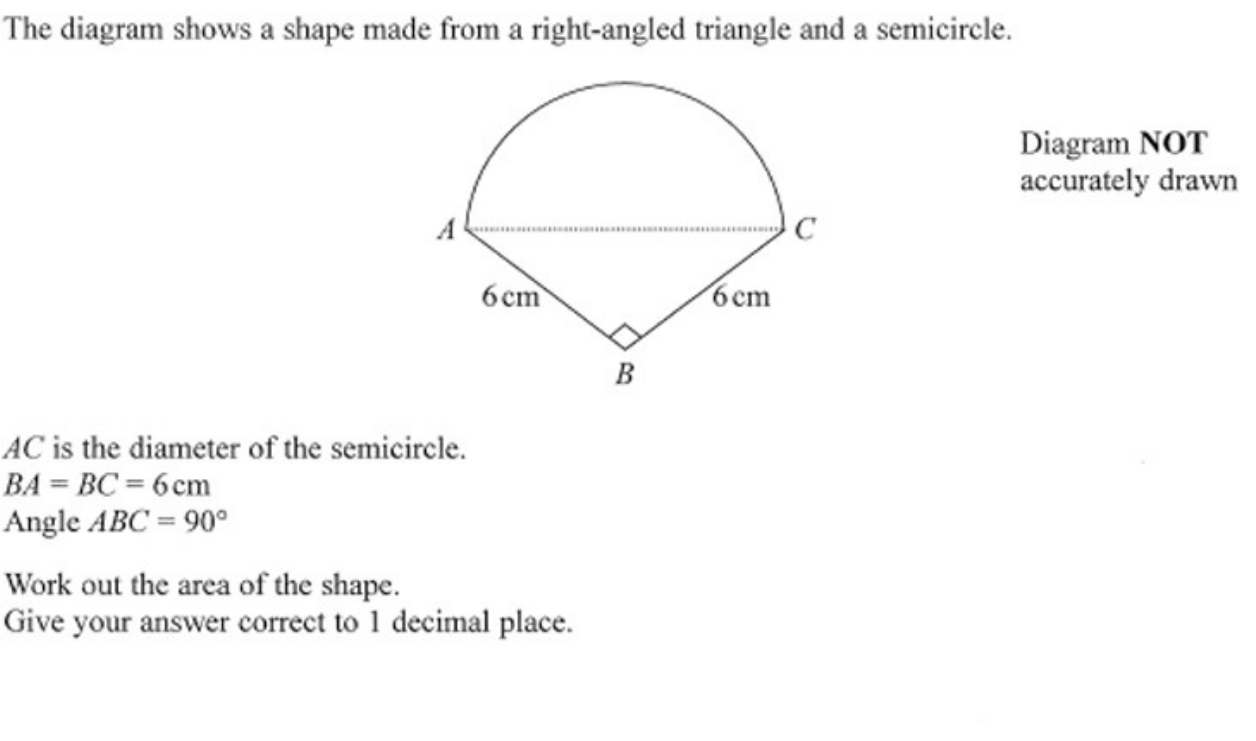 The diagram shows a shape made from a right-angled triangle and a semicircle.
Diagram NOT
accurately drawn
A
C
6 cm
6 cm
B
AC is the diameter of the semicircle.
BA = BC = 6 cm
Angle ABC = 90°
Work out the area of the shape.
Give your answer correct to 1 decimal place.